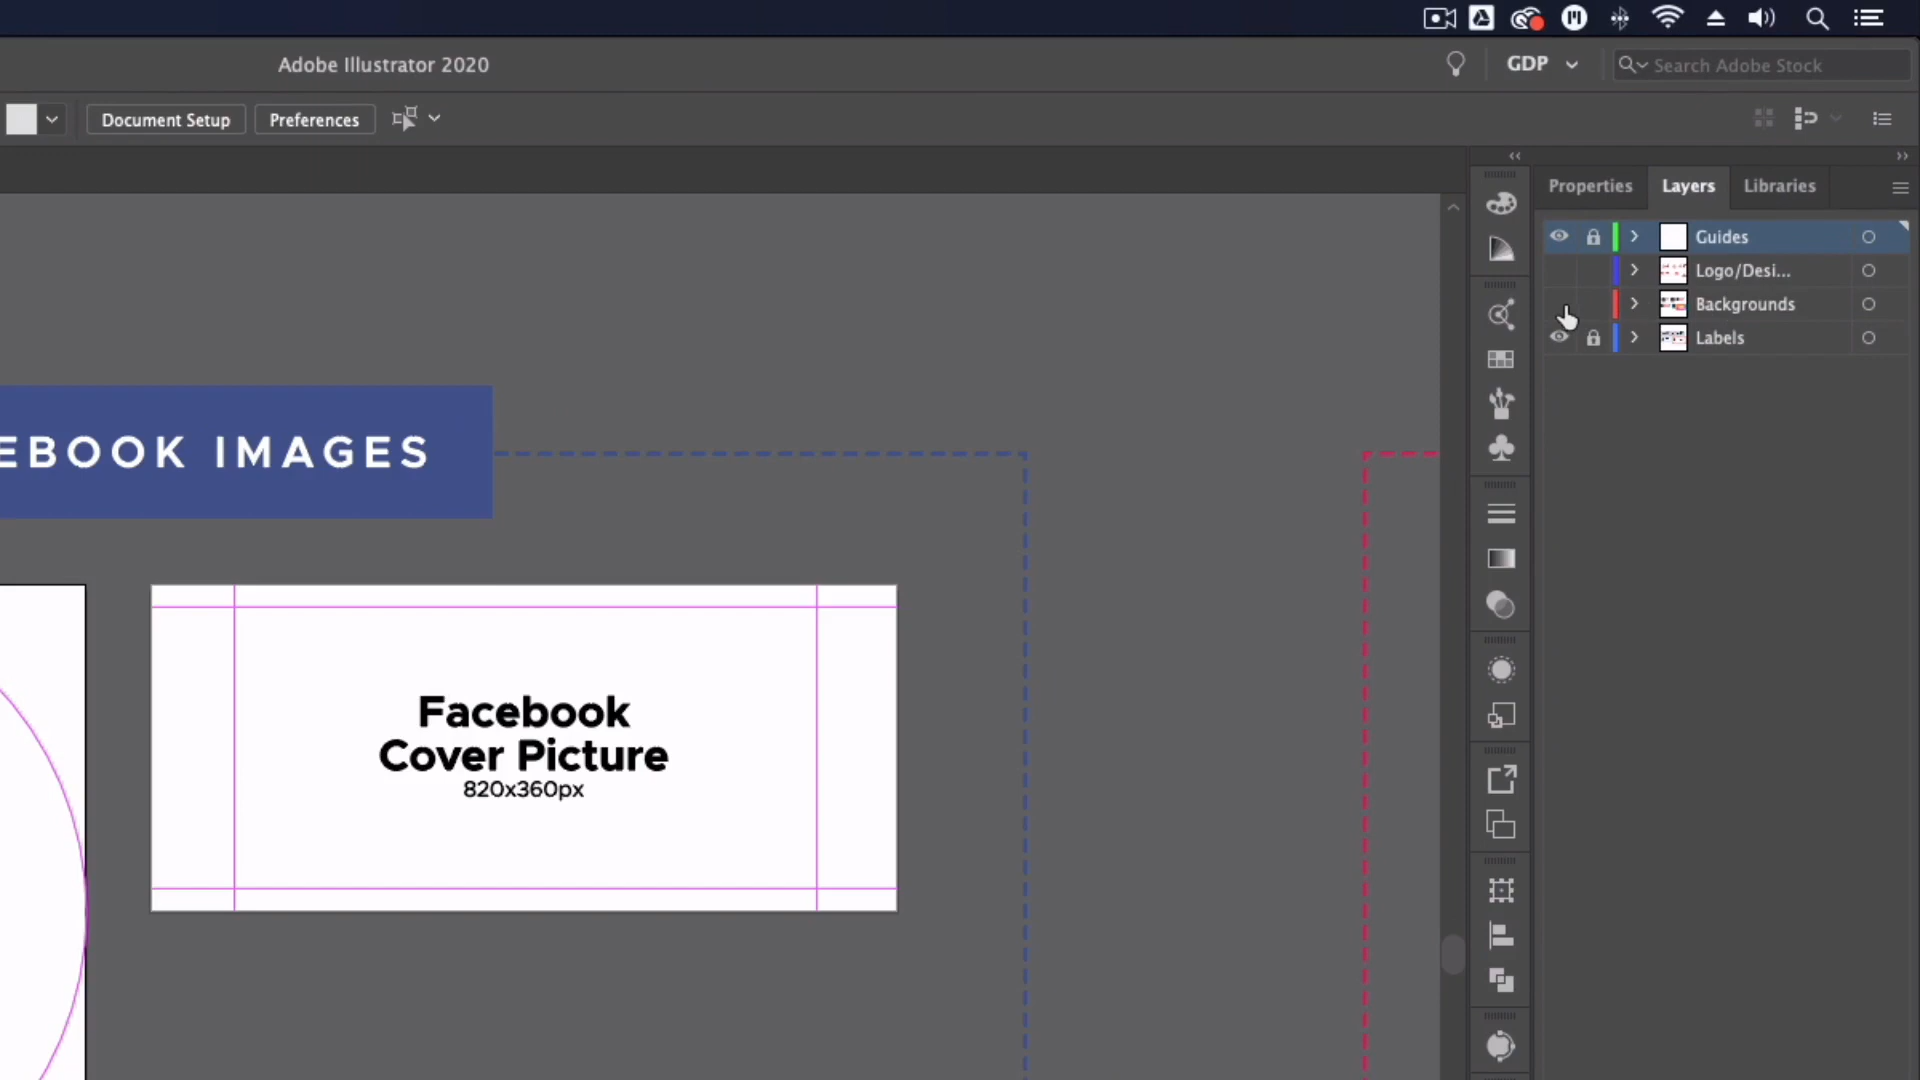 Adobe Illustrator 2020
GDP
Search Adobe Stock
Document Setup
Preferences
Properties
Layers
Libraries
Guides
Logo/Desi...
Backgrounds
Labels
EBOOK IMAGES
Facebook
Cover Picture
820x360px